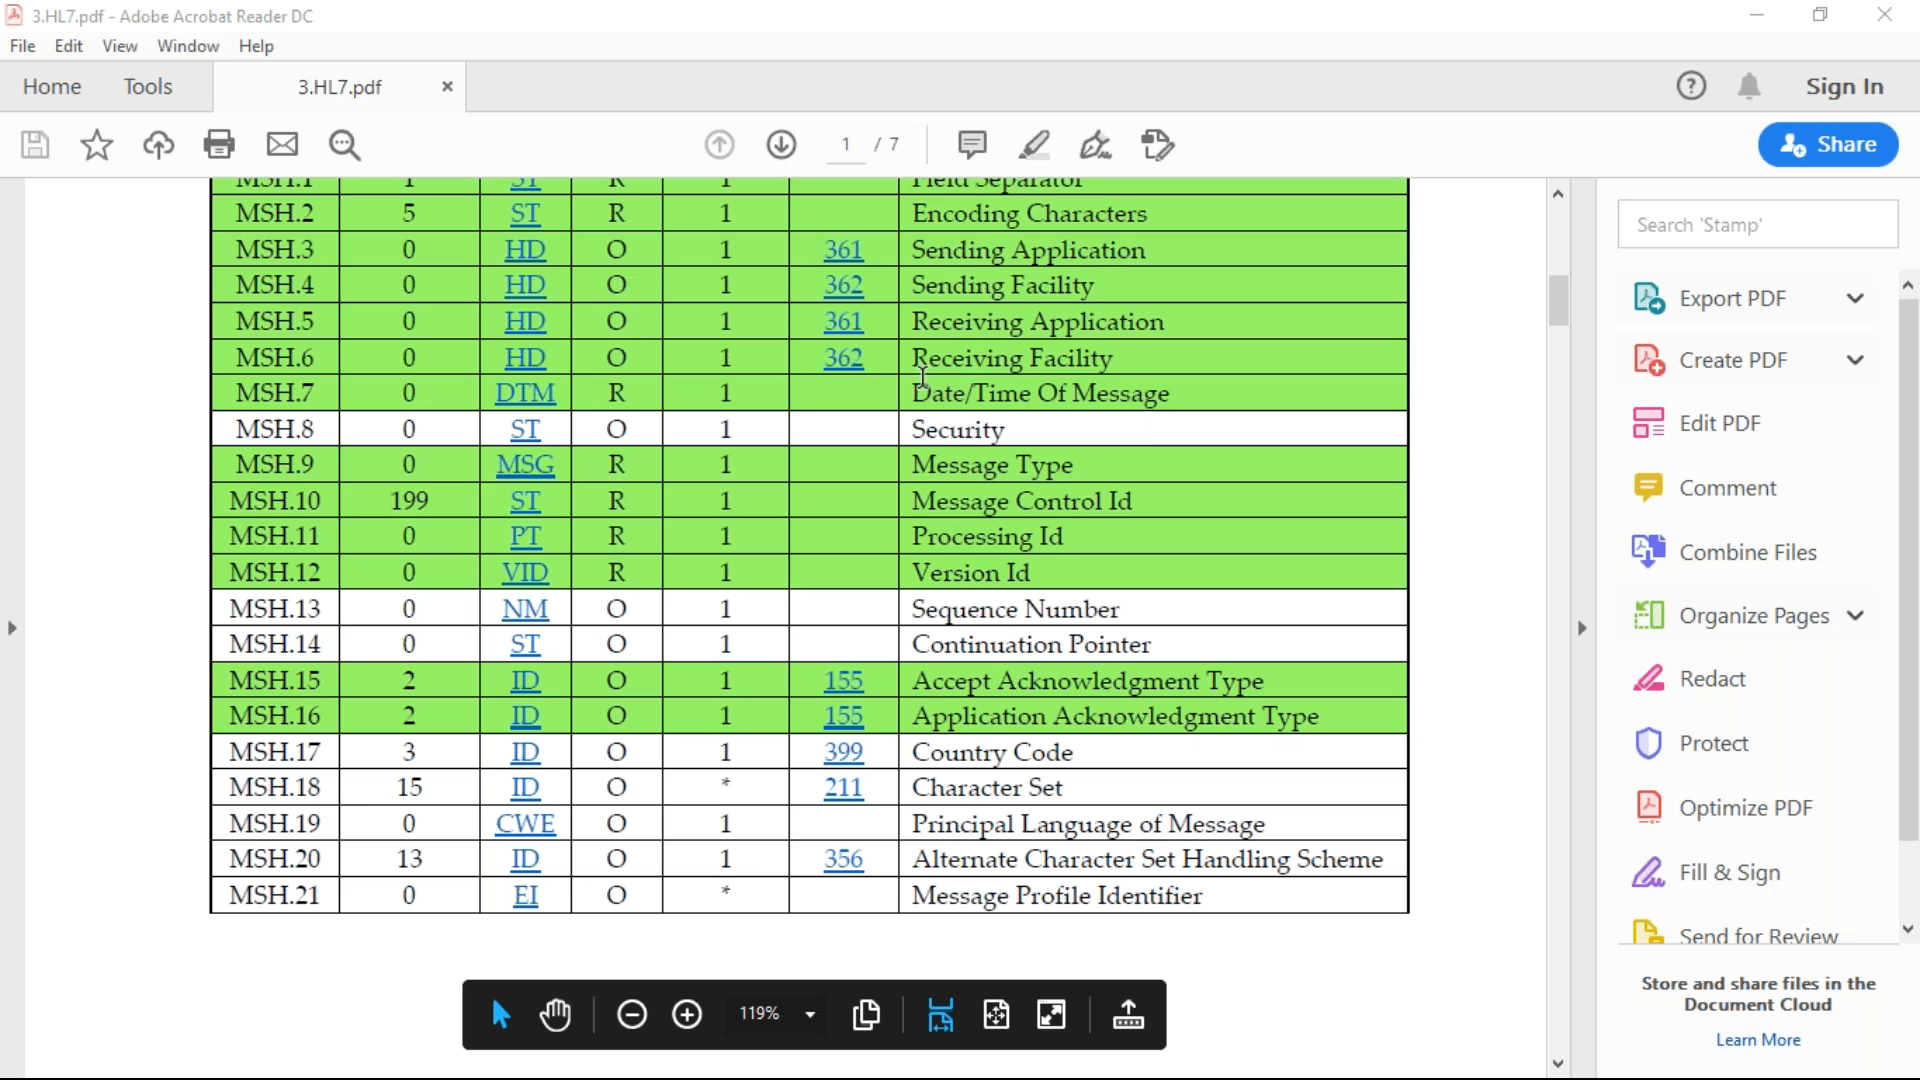 3.HL7.pdf - Adobe Acrobat Reader DC
File Edit View Window Help
Home Tools 3.HL7.pdf × Sign In
1 / 7 Share
MSH.1 1 ST R 1 Field Separator
MSH.2 5 ST R 1 Encoding Characters
MSH.3 0 HD O 1 361 Sending Application
MSH.4 0 HD O 1 362 Sending Facility
MSH.5 0 HD O 1 361 Receiving Application
MSH.6 0 HD O 1 362 Receiving Facility
MSH.7 0 DTM R 1 Date/Time Of Message
MSH.8 0 ST O 1 Security
MSH.9 0 MSG R 1 Message Type
MSH.10 199 ST R 1 Message Control Id
MSH.11 0 PT R 1 Processing Id
MSH.12 0 VID R 1 Version Id
MSH.13 0 NM O 1 Sequence Number
MSH.14 0 ST O 1 Continuation Pointer
MSH.15 2 ID O 1 155 Accept Acknowledgment Type
MSH.16 2 ID O 1 155 Application Acknowledgment Type
MSH.17 3 ID O 1 399 Country Code
MSH.18 15 ID O * 211 Character Set
MSH.19 0 CWE O 1 Principal Language of Message
MSH.20 13 ID O 1 356 Alternate Character Set Handling Scheme
MSH.21 0 EI O * Message Profile Identifier
119%
Search 'Stamp'
Export PDF
Create PDF
Edit PDF
Comment
Combine Files
Organize Pages
Redact
Protect
Optimize PDF
Fill & Sign
Send for Review
Store and share files in the
Document Cloud
Learn More